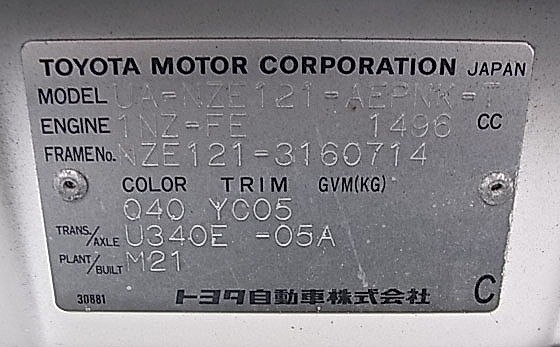 TOYOTA MOTOR CORPORATION JAPAN
MODEL UA-NZE121-AEPNK-T
ENGINE 1NZ-FE 1496 CC
FRAME No. NZE121-3160714
COLOR TRIM GVM(KG)
040 YC05
TRANS./AXLE U340E -05A
PLANT/BUILT M21
30881 トヨタ自動車株式会社 C